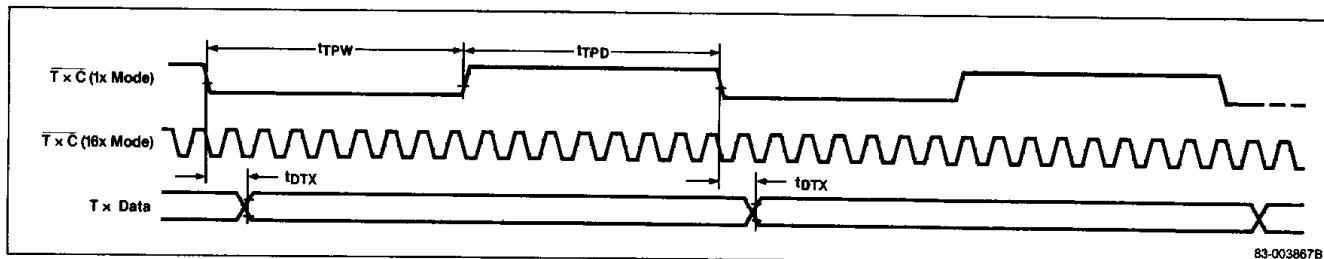 tTPW
tTPD
T × C (1x Mode)
T × C (16x Mode)
tDTX
tDTX
T × Data
83-003867B